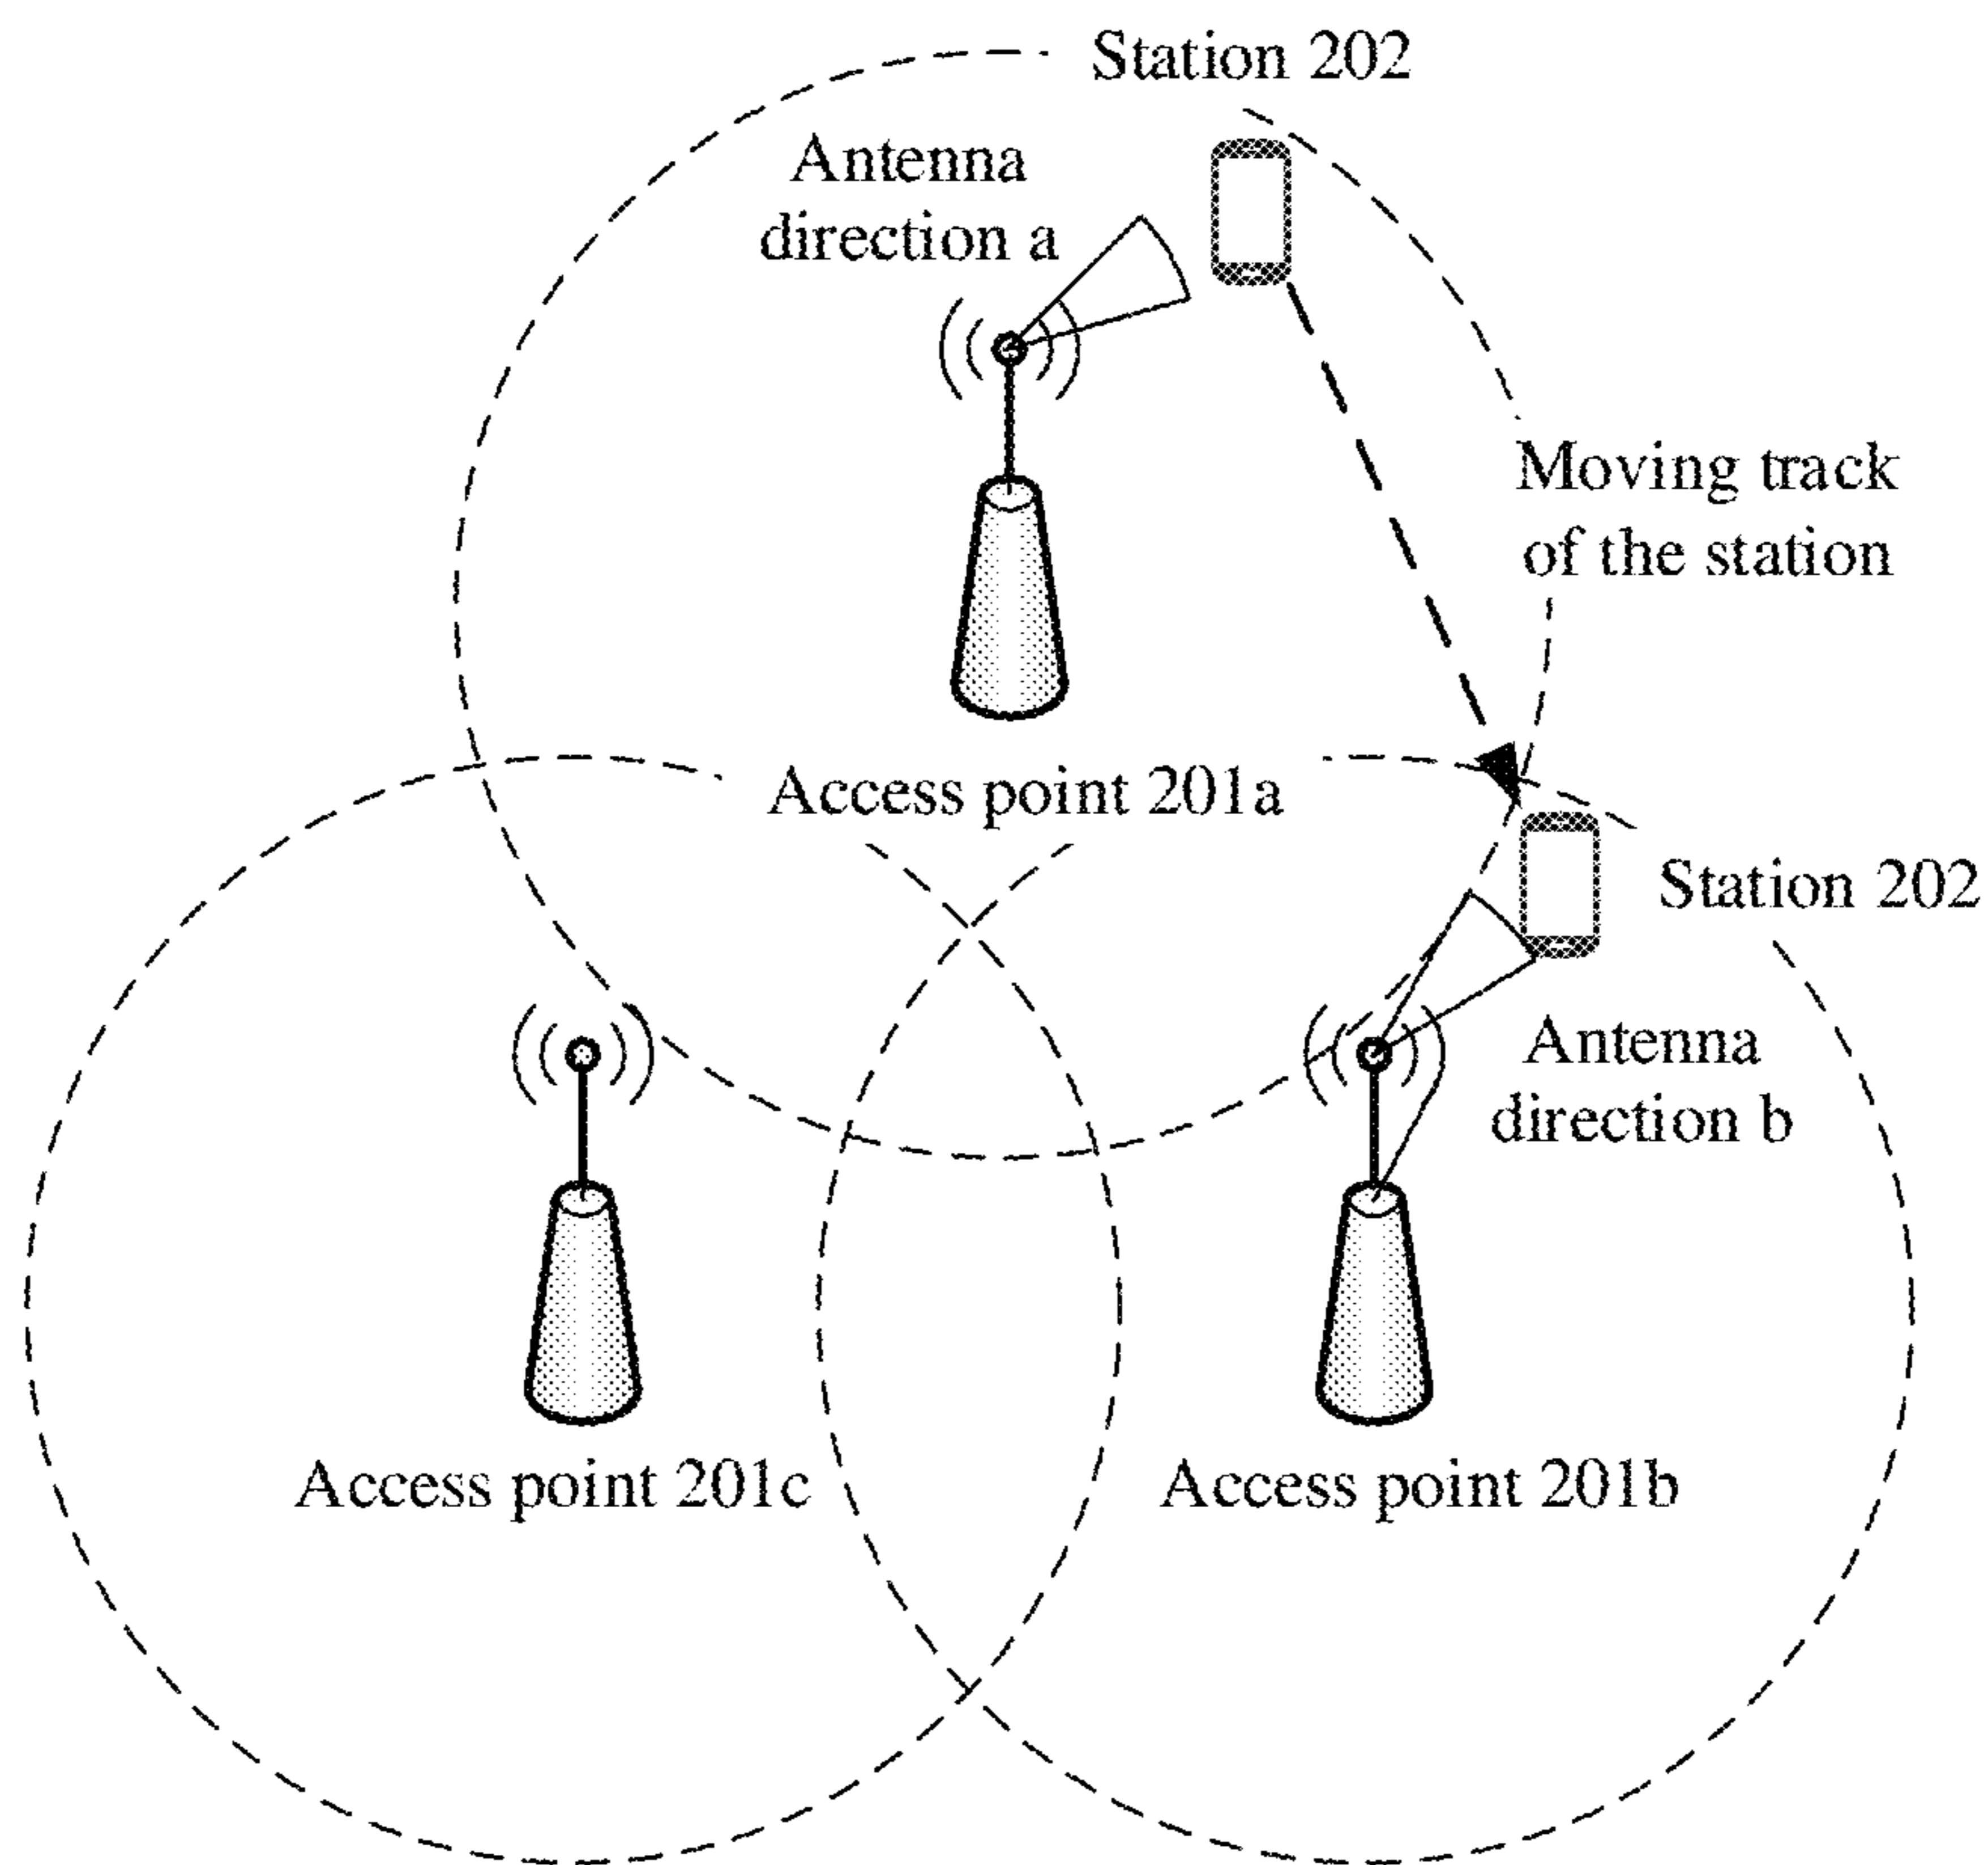 Station 202
Antenna
direction a
Moving track
of the station
Access point 201a
Station 202
Antenna
direction b
Access point 201c
Access point 201b